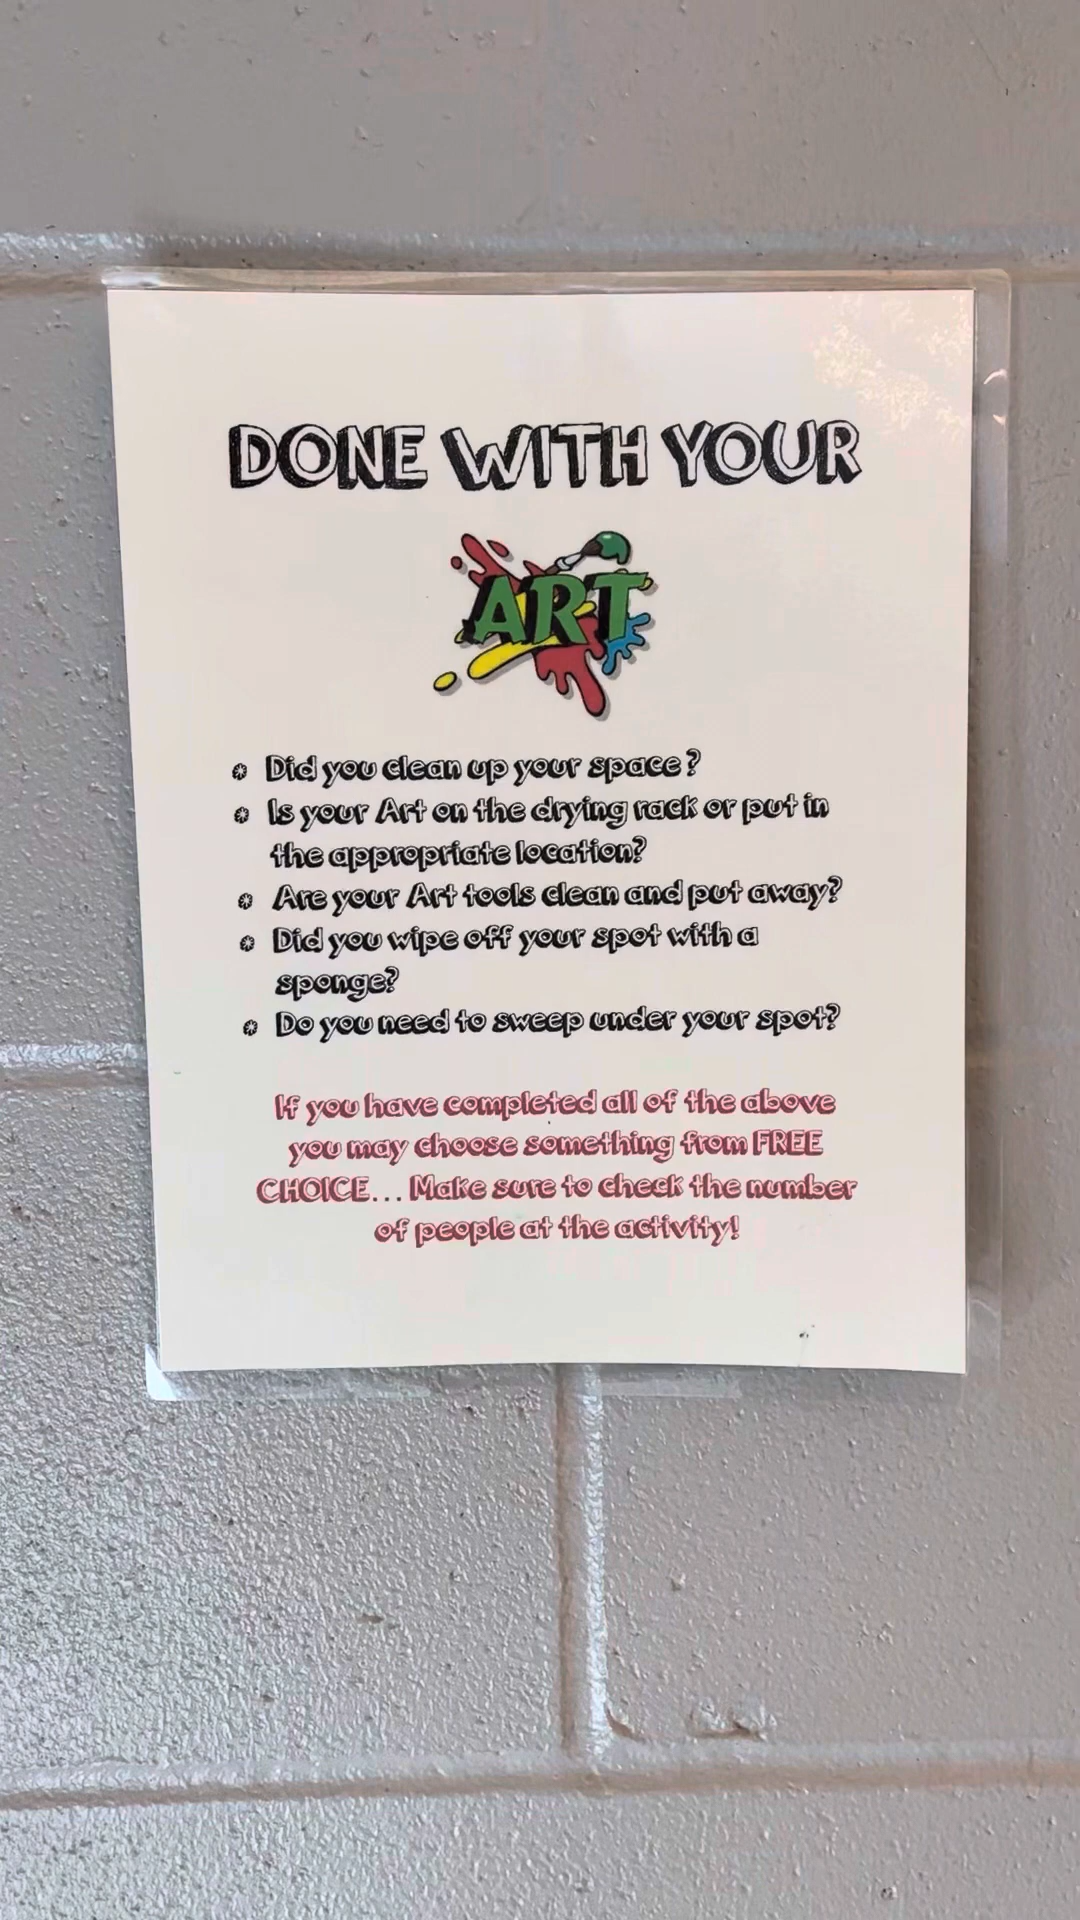 DONE WITH YOUR
ART
Did you clean up your space?
Is your Art on the drying rack or put in
the appropriate location?
Are your Art tools clean and put away?
Did you wipe off your spot with a
sponge?
Do you need to sweep under your spot?
If you have completed all of the above
you may choose something from FREE
CHOICE... Make sure to check the number
of people at the activity!